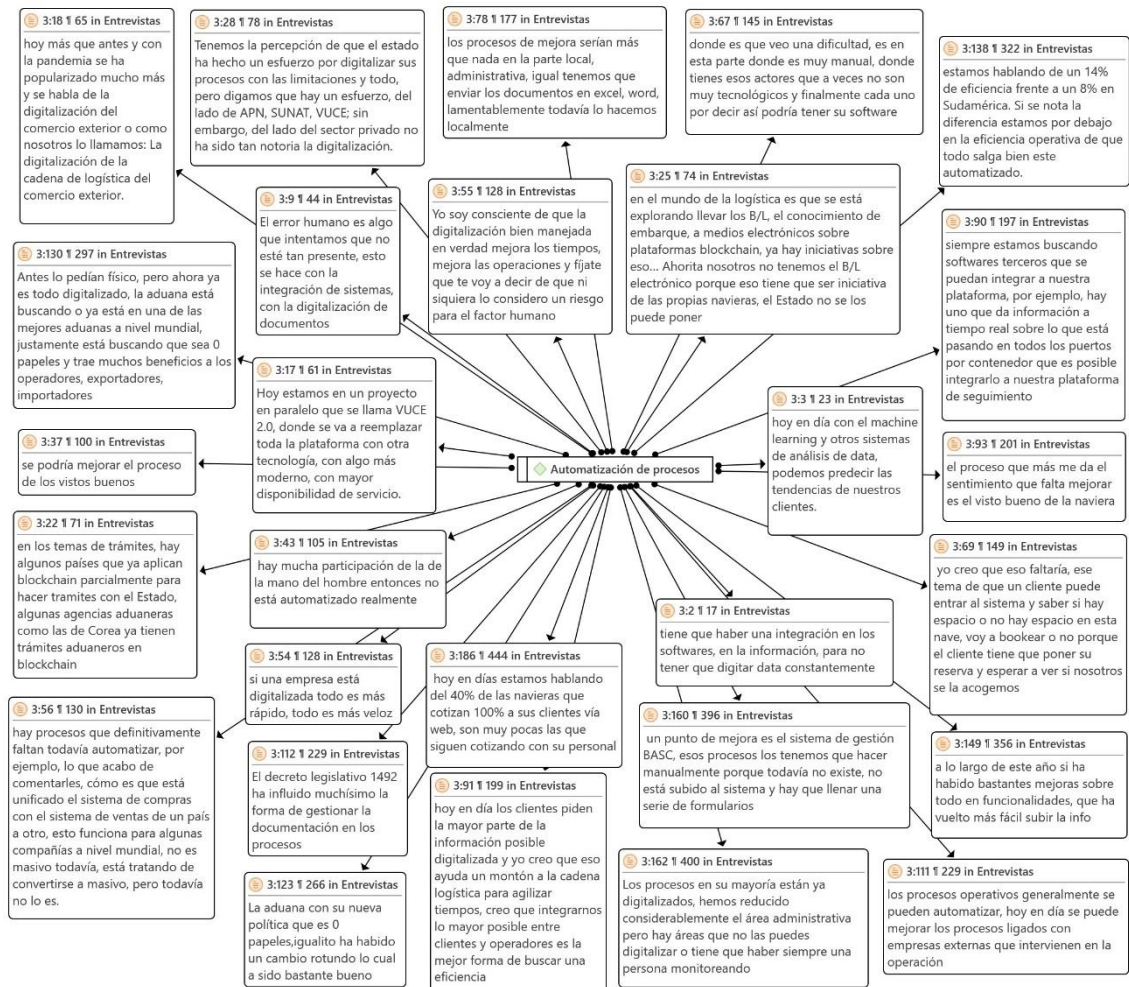 3:18 ¶ 65 in Entrevistas
hoy más que antes y con
la pandemia se ha
popularizado mucho más
y se habla de la
digitalización del
comercio exterior o como
nosotros lo llamamos: La
digitalización de la
cadena de logística del
comercio exterior.
3:28 ¶ 78 in Entrevistas
Tenemos la percepción de que el estado
ha hecho un esfuerzo por digitalizar sus
procesos con las limitaciones y todo,
pero digamos que hay un esfuerzo, del
lado de APN, SUNAT, VUCE; sin
embargo, del lado del sector privado no
ha sido tan notoria la digitalización.
3:78 ¶ 177 in Entrevistas
los procesos de mejora serían más
que nada en la parte local,
administrativa, igual tenemos que
enviar los documentos en excel, word,
lamentablemente todavía lo hacemos
localmente
3:67 ¶ 145 in Entrevistas
donde es que veo una dificultad, es en
esta parte donde es muy manual, donde
tienes esos actores que a veces no son
muy tecnológicos y finalmente cada uno
por decir así podría tener su software
3:138 ¶ 322 in Entrevistas
estamos hablando de un 14%
de eficiencia frente a un 8% en
Sudamérica. Si se nota la
diferencia estamos por debajo
en la eficiencia operativa de que
todo salga bien este
automatizado.
3:9 ¶ 44 in Entrevistas
El error humano es algo
que intentamos que no
esté tan presente, esto
se hace con la
integración de sistemas,
con la digitalización de
documentos
3:55 ¶ 128 in Entrevistas
Yo soy consciente de que la
digitalización bien manejada
en verdad mejora los tiempos,
mejora las operaciones y fíjate
que te voy a decir de que ni
siquiera lo considero un riesgo
para el factor humano
3:25 ¶ 74 in Entrevistas
en el mundo de la logística es que se está
explorando llevar los B/L, el conocimiento de
embarque, a medios electrónicos sobre
plataformas blockchain, ya hay iniciativas sobre
eso... Ahorita nosotros no tenemos el B/L
electrónico porque eso tiene que ser iniciativa
de las propias navieras, el Estado no se los
puede poner
3:90 ¶ 197 in Entrevistas
siempre estamos buscando
softwares terceros que se
puedan integrar a nuestra
plataforma, por ejemplo, hay
uno que da información a
tiempo real sobre lo que está
pasando en todos los puertos
por contenedor que es posible
integrarlo a nuestra plataforma
de seguimiento
3:130 ¶ 297 in Entrevistas
Antes lo pedían físico, pero ahora ya
es todo digitalizado, la aduana está
buscando o ya está en una de las
mejores aduanas a nivel mundial,
justamente está buscando que sea 0
papeles y trae muchos beneficios a los
operadores, exportadores,
importadores
3:17 ¶ 61 in Entrevistas
Hoy estamos en un proyecto
en paralelo que se llama VUCE
2.0, donde se va a reemplazar
toda la plataforma con otra
tecnología, con algo más
moderno, con mayor
disponibilidad de servicio.
3:3 ¶ 23 in Entrevistas
hoy en día con el machine
learning y otros sistemas
de análisis de data,
podemos predecir las
tendencias de nuestros
clientes.
3:37 ¶ 100 in Entrevistas
se podría mejorar el proceso
de los vistos buenos
Automatización de procesos
3:93 ¶ 201 in Entrevistas
el proceso que más me da el
sentimiento que falta mejorar
es el visto bueno de la naviera
3:22 ¶ 71 in Entrevistas
en los temas de trámites, hay
algunos países que ya aplican
blockchain parcialmente para
hacer tramites con el Estado,
algunas agencias aduaneras
como las de Corea ya tienen
trámites aduaneros en
blockchain
3:43 ¶ 105 in Entrevistas
hay mucha participación de la de
la mano del hombre entonces no
está automatizado realmente
3:69 ¶ 149 in Entrevistas
yo creo que eso faltaría, ese
tema de que un cliente puede
entrar al sistema y saber si hay
espacio o no hay espacio en esta
nave, voy a bookear o no porque
el cliente tiene que poner su
reserva y esperar a ver si nosotros
se la acogemos
3:2 ¶ 17 in Entrevistas
tiene que haber una integración en los
softwares, en la información, para no
tener que digitar data constantemente
3:54 ¶ 128 in Entrevistas
si una empresa está
digitalizada todo es más
rápido, todo es más veloz
3:186 ¶ 444 in Entrevistas
hoy en días estamos hablando
del 40% de las navieras que
cotizan 100% a sus clientes vía
web, son muy pocas las que
siguen cotizando con su personal
3:56 ¶ 130 in Entrevistas
hay procesos que definitivamente
faltan todavía automatizar, por
ejemplo, lo que acabo de
comentarles, cómo es que está
unificado el sistema de compras
con el sistema de ventas de un país
a otro, esto funciona para algunas
compañías a nivel mundial, no es
masivo todavía, está tratando de
convertirse a masivo, pero todavía
no lo es.
3:160 ¶ 396 in Entrevistas
un punto de mejora es el sistema de gestión
BASC, esos procesos los tenemos que hacer
manualmente porque todavía no existe, no
está subido al sistema y hay que llenar una
serie de formularios
3:149 ¶ 356 in Entrevistas
a lo largo de este año si ha
habido bastantes mejoras sobre
todo en funcionalidades, que ha
vuelto más fácil subir la info
3:112 ¶ 229 in Entrevistas
El decreto legislativo 1492
ha influido muchísimo la
forma de gestionar la
documentación en los
procesos
3:91 ¶ 199 in Entrevistas
hoy en día los clientes piden
la mayor parte de la
información posible
digitalizada y yo creo que eso
ayuda un montón a la cadena
logística para agilizar
tiempos, creo que integrarnos
lo mayor posible entre
clientes y operadores es la
mejor forma de buscar una
eficiencia
3:162 ¶ 400 in Entrevistas
Los procesos en su mayoría están ya
digitalizados, hemos reducido
considerablemente el área administrativa
pero hay áreas que no las puedes
digitalizar o tiene que haber siempre una
persona monitoreando
3:111 ¶ 229 in Entrevistas
los procesos operativos generalmente se
pueden automatizar, hoy en día se puede
mejorar los procesos ligados con
empresas externas que intervienen en la
operación
3:123 ¶ 266 in Entrevistas
La aduana con su nueva
política que es 0
papeles,igualito ha habido
un cambio rotundo lo cual
a sido bastante bueno